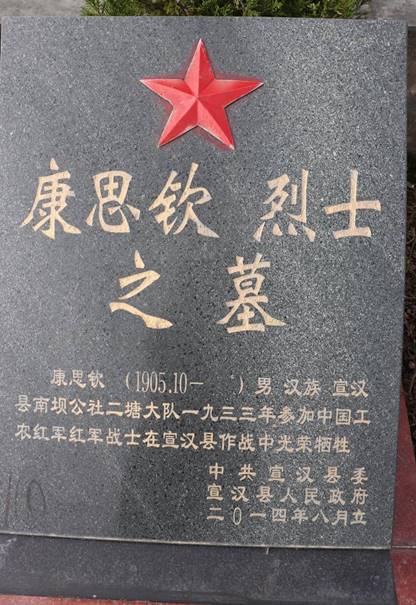 康思钦 烈士
之墓
康思钦 (1905.10— ) 男 汉族 宣汉
县南坝公社二塘大队一九三三年参加中国工
农红军红军战士在宣汉县作战中光荣牺牲
中共宣汉县委
宣汉县人民政府
二〇一四年八月立